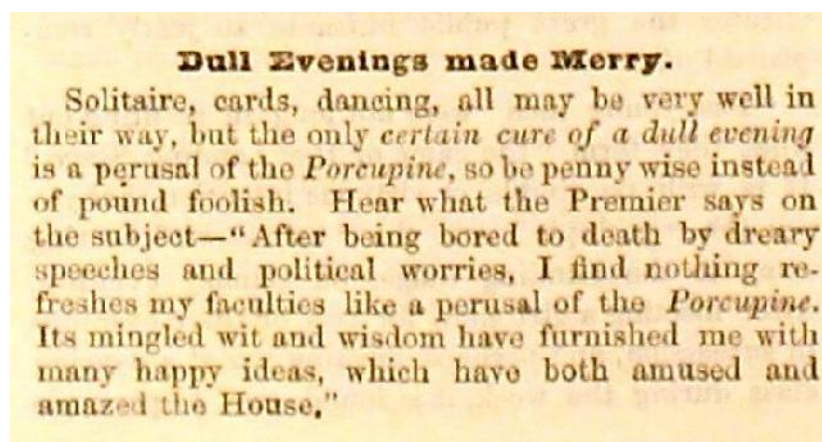 Dull Evenings made Merry.
Solitaire, cards, dancing, all may be very well in
their way, but the only certain cure of a dull evening
is a perusal of the Porcupine, so be penny wise instead
of pound foolish. Hear what the Premier says on
the subject—"After being bored to death by dreary
speeches and political worries, I find nothing re-
freshes my faculties like a perusal of the Porcupine.
Its mingled wit and wisdom have furnished me with
many happy ideas, which have both amused and
amazed the House."